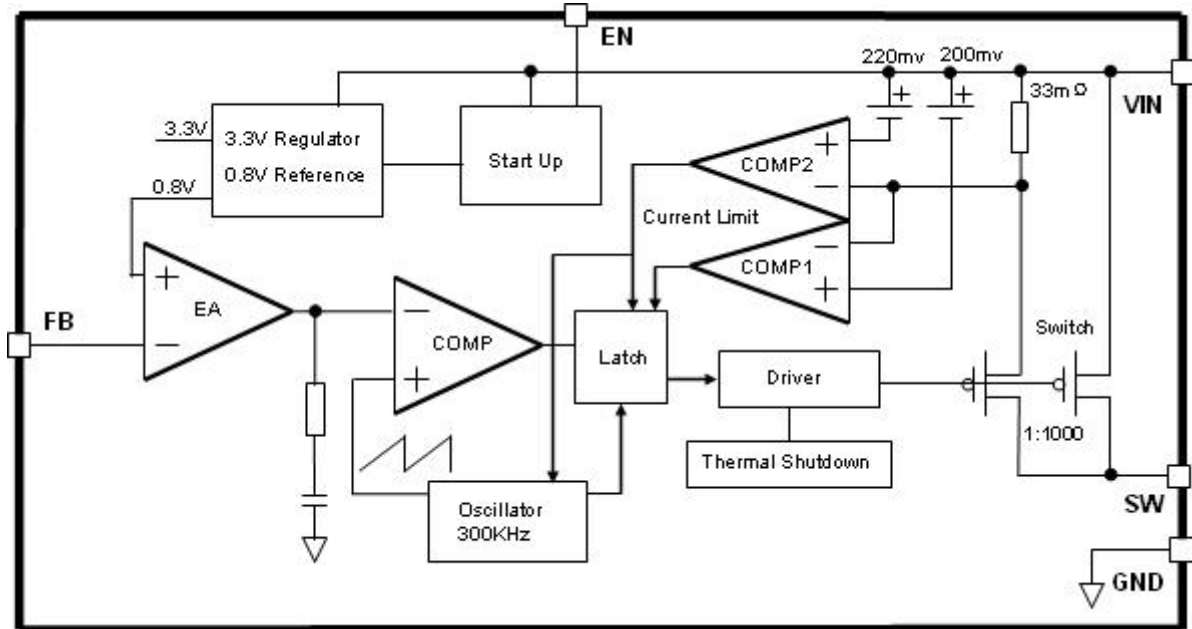 EN
220mv 200mv
33mΩ
VIN
3.3V
3.3V Regulator
0.8V Reference
Start Up
+
+
+
COMP2
−
0.8V
Current Limit
−
COMP1
+
+
EA
−
FB
−
COMP
+
Latch
Switch
Driver
1:1000
Thermal Shutdown
Oscillator
300KHz
SW
GND